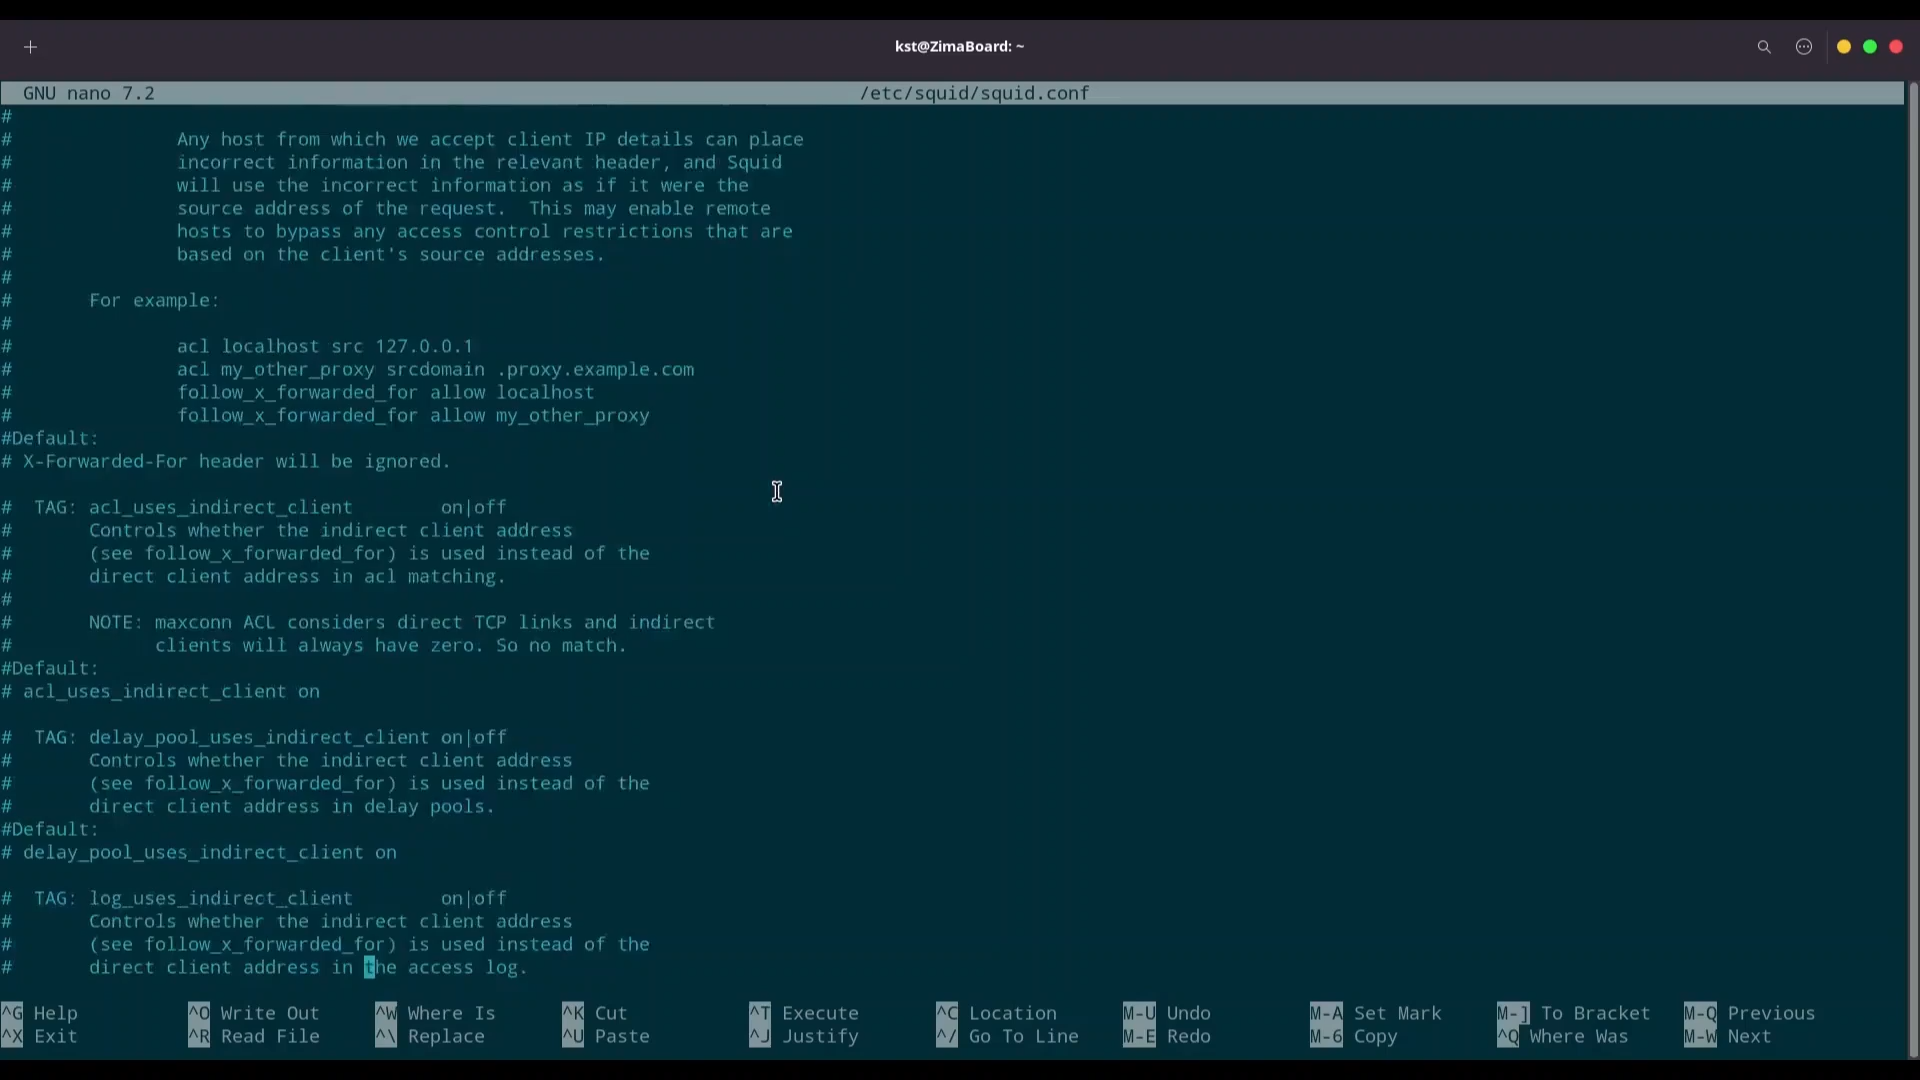 kst@ZimaBoard: ~
GNU nano 7.2 /etc/squid/squid.conf
#
# Any host from which we accept client IP details can place
# incorrect information in the relevant header, and Squid
# will use the incorrect information as if it were the
# source address of the request.  This may enable remote
# hosts to bypass any access control restrictions that are
# based on the client's source addresses.
#
# For example:
#
# acl localhost src 127.0.0.1
# acl my_other_proxy srcdomain .proxy.example.com
# follow_x_forwarded_for allow localhost
# follow_x_forwarded_for allow my_other_proxy
#Default:
# X-Forwarded-For header will be ignored.
#  TAG: acl_uses_indirect_client        on|off
# Controls whether the indirect client address
# (see follow_x_forwarded_for) is used instead of the
# direct client address in acl matching.
#
# NOTE: maxconn ACL considers direct TCP links and indirect
# clients will always have zero. So no match.
#Default:
# acl_uses_indirect_client on
#  TAG: delay_pool_uses_indirect_client on|off
# Controls whether the indirect client address
# (see follow_x_forwarded_for) is used instead of the
# direct client address in delay pools.
#Default:
# delay_pool_uses_indirect_client on
#  TAG: log_uses_indirect_client        on|off
# Controls whether the indirect client address
# (see follow_x_forwarded_for) is used instead of the
# direct client address in the access log.
^G Help ^O Write Out ^W Where Is ^K Cut ^T Execute ^C Location M-U Undo M-A Set Mark M-] To Bracket M-Q Previous
^X Exit ^R Read File ^\ Replace ^U Paste ^J Justify ^/ Go To Line M-E Redo M-6 Copy ^Q Where Was M-W Next